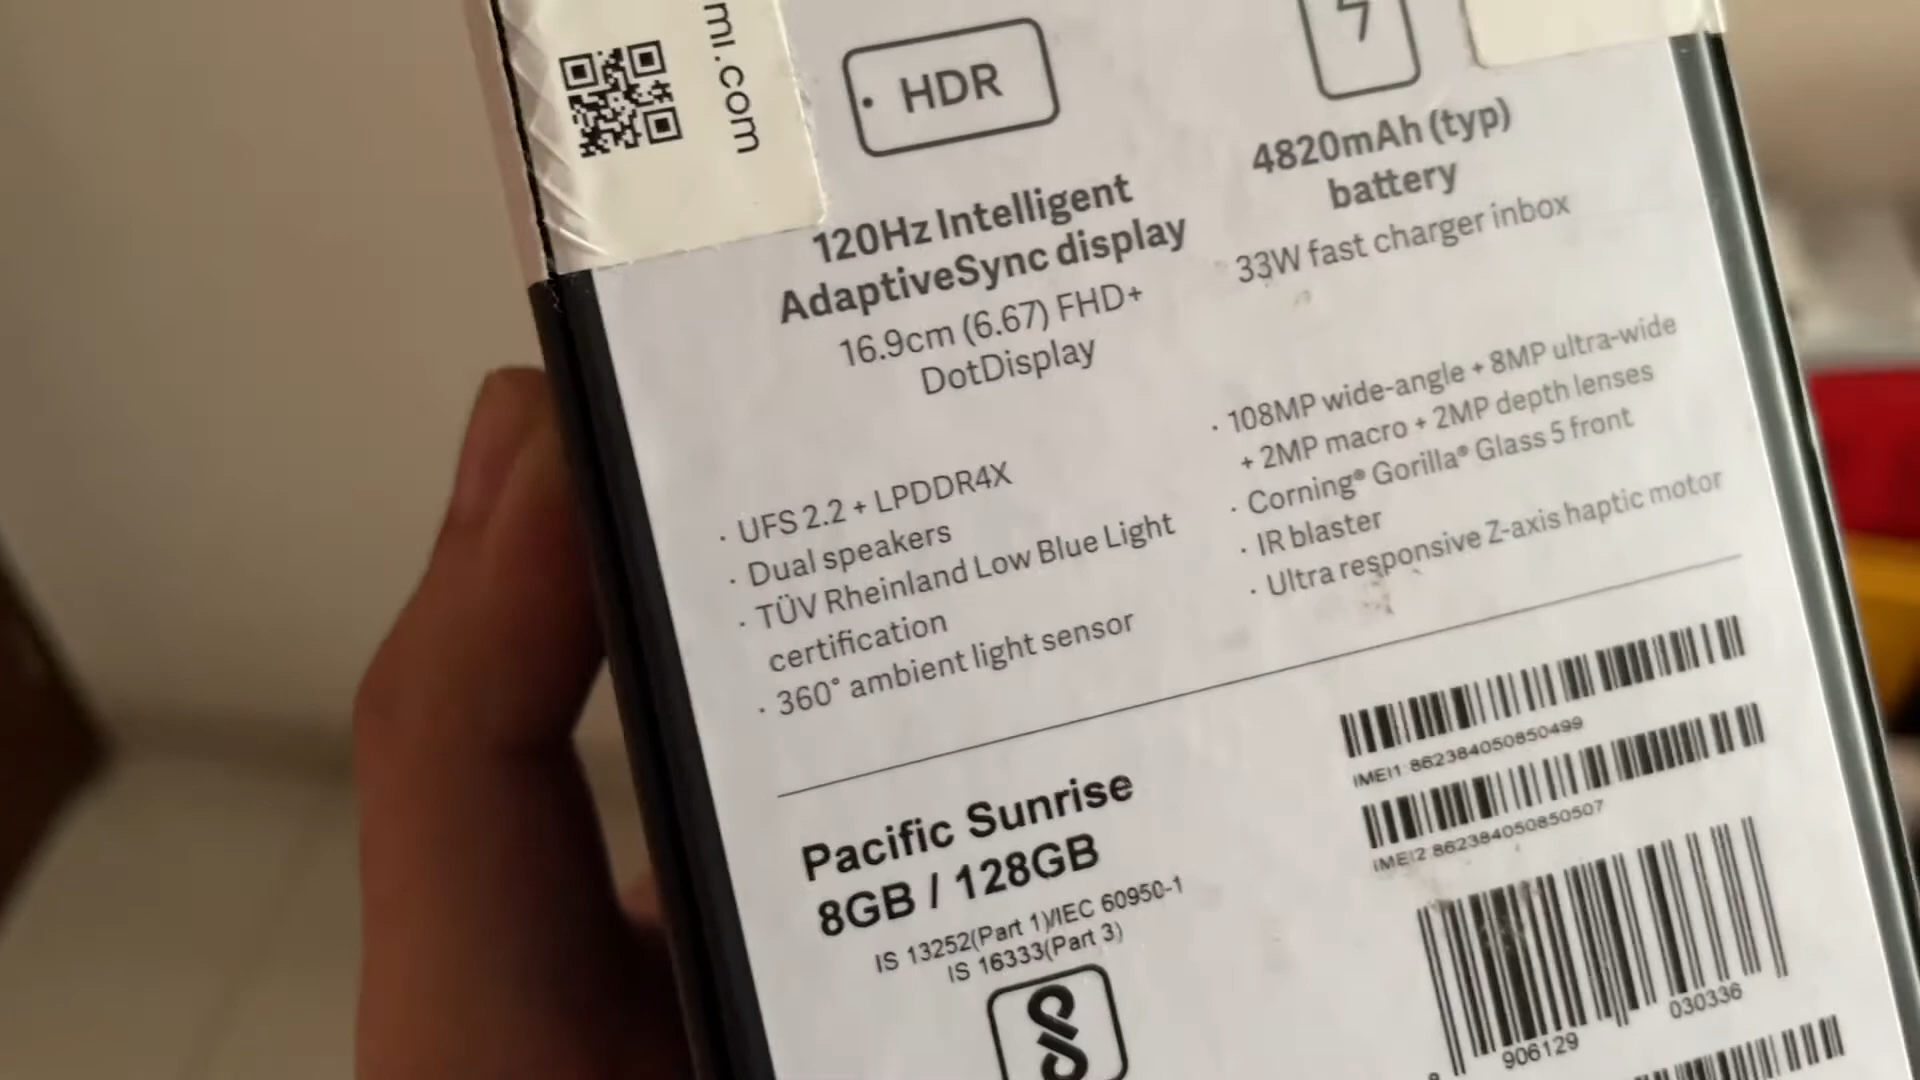 mi.com
HDR
120Hz Intelligent
AdaptiveSync display
16.9cm (6.67) FHD+
DotDisplay
4820mAh (typ)
battery
33W fast charger inbox
· UFS 2.2 + LPDDR4X
· Dual speakers
· TÜV Rheinland Low Blue Light
certification
· 360° ambient light sensor
· 108MP wide-angle + 8MP ultra-wide
+ 2MP macro + 2MP depth lenses
· Corning® Gorilla® Glass 5 front
· IR blaster
· Ultra responsive Z-axis haptic motor
Pacific Sunrise
8GB / 128GB
IS 13252(Part 1)/IEC 60950-1
IS 16333(Part 3)
IMEI1: 862384050850499
IMEI2: 862384050850507
906129
030336